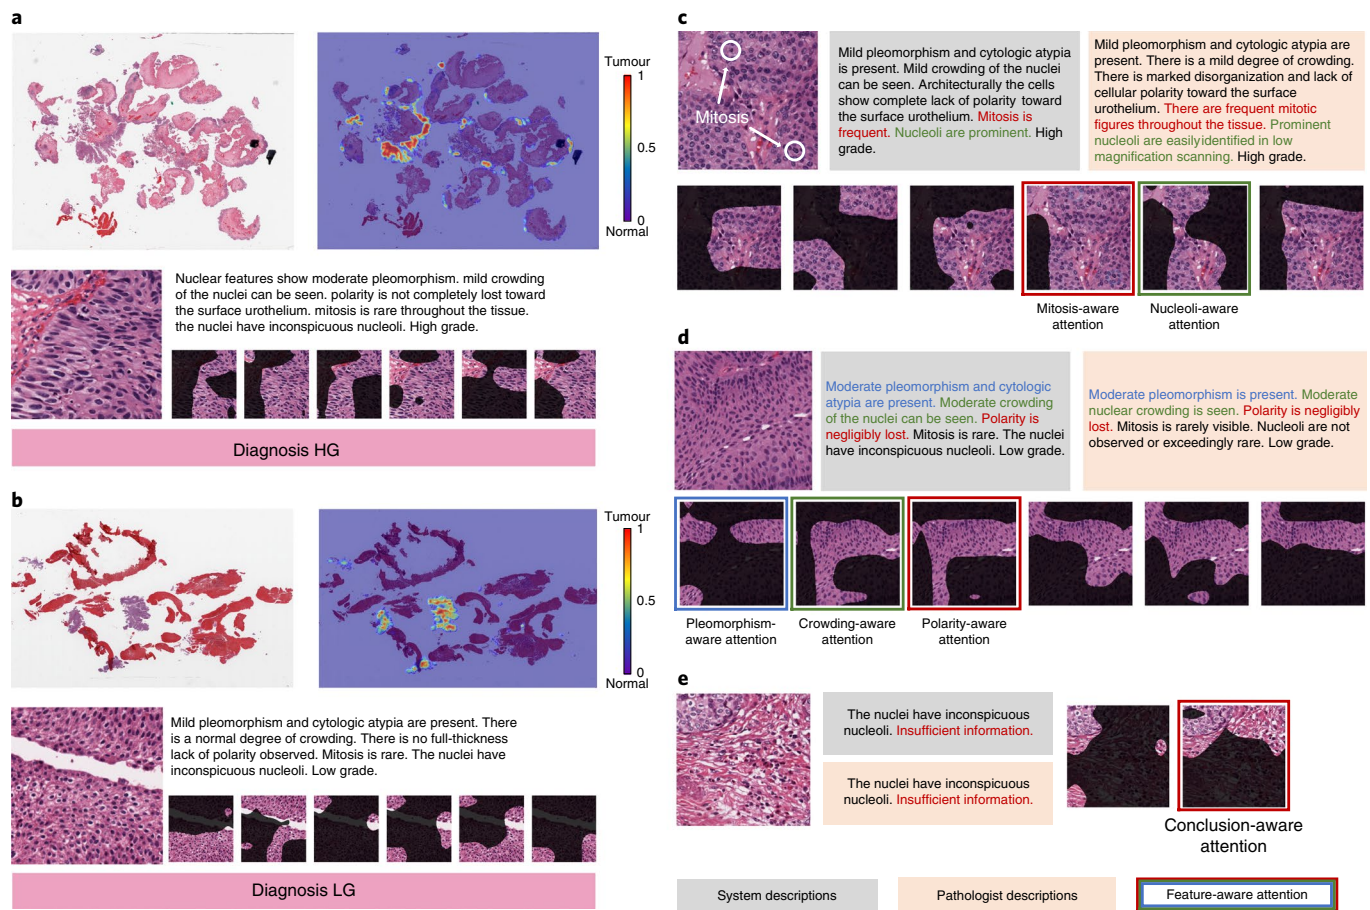 a
Tumour
1
0.5
0
Normal
Nuclear features show moderate pleomorphism. mild crowding
of the nuclei can be seen. polarity is not completely lost toward
the surface urothelium. mitosis is rare throughout the tissue.
the nuclei have inconspicuous nucleoli. High grade.
Diagnosis HG
b
Tumour
1
0.5
0
Normal
Mild pleomorphism and cytologic atypia are present. There
is a normal degree of crowding. There is no full-thickness
lack of polarity observed. Mitosis is rare. The nuclei have
inconspicuous nucleoli. Low grade.
Diagnosis LG
c
Mitosis
Mild pleomorphism and cytologic atypia
is present. Mild crowding of the nuclei
can be seen. Architecturally the cells
show complete lack of polarity toward
the surface urothelium. Mitosis is
frequent. Nucleoli are prominent. High
grade.
Mild pleomorphism and cytologic atypia are
present. There is a mild degree of crowding.
There is marked disorganization and lack of
cellular polarity toward the surface
urothelium. There are frequent mitotic
figures throughout the tissue. Prominent
nucleoli are easilyidentified in low
magnification scanning. High grade.
Mitosis-aware
attention
Nucleoli-aware
attention
d
Moderate pleomorphism and cytologic
atypia are present. Moderate crowding
of the nuclei can be seen. Polarity is
negligibly lost. Mitosis is rare. The nuclei
have inconspicuous nucleoli. Low grade.
Moderate pleomorphism is present. Moderate
nuclear crowding is seen. Polarity is negligibly
lost. Mitosis is rarely visible. Nucleoli are not
observed or exceedingly rare. Low grade.
Pleomorphism-
aware attention
Crowding-aware
attention
Polarity-aware
attention
e
The nuclei have inconspicuous
nucleoli. Insufficient information.
The nuclei have inconspicuous
nucleoli. Insufficient information.
Conclusion-aware
attention
System descriptions
Pathologist descriptions
Feature-aware attention